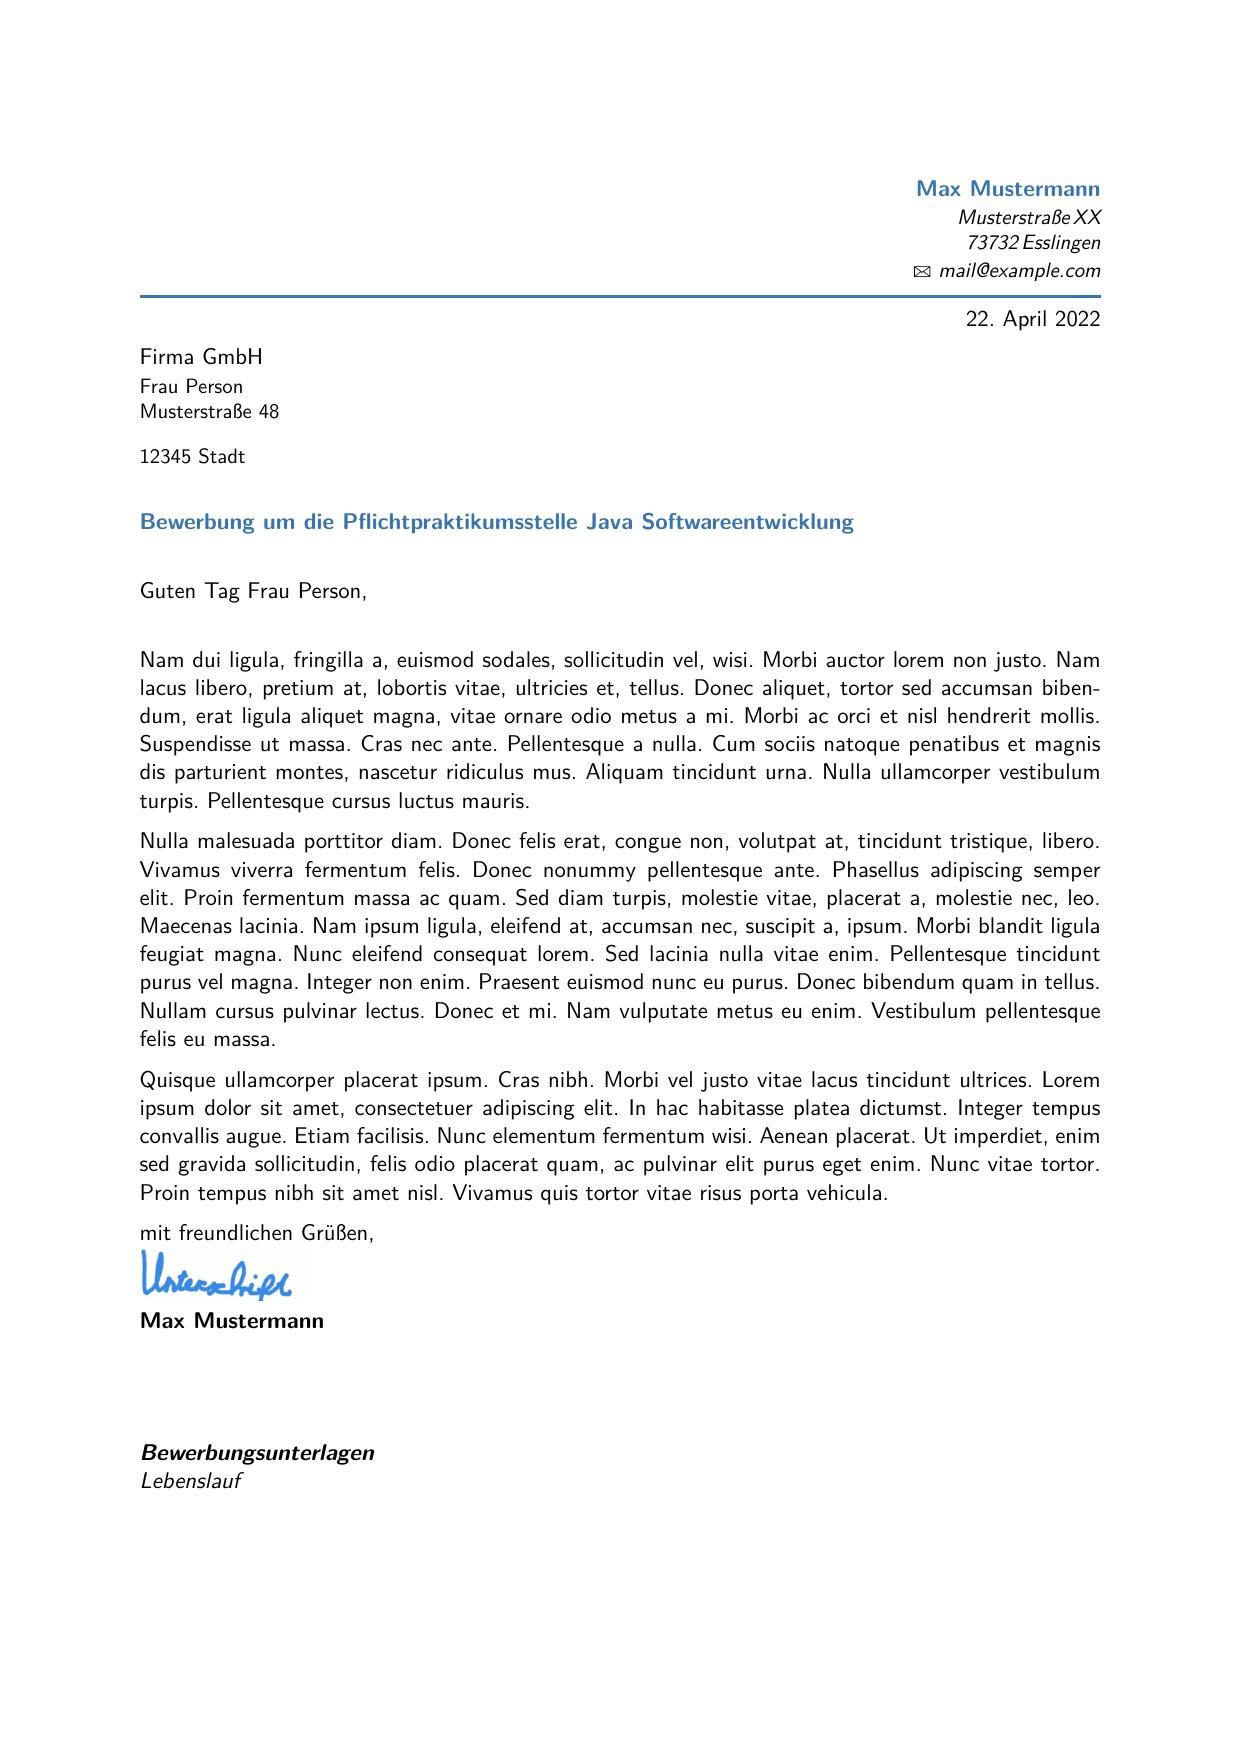 Max Mustermann
Musterstraße XX
73732 Esslingen
✉ mail@example.com
22. April 2022
Firma GmbH
Frau Person
Musterstraße 48
12345 Stadt
Bewerbung um die Pflichtpraktikumsstelle Java Softwareentwicklung
Guten Tag Frau Person,
Nam dui ligula, fringilla a, euismod sodales, sollicitudin vel, wisi. Morbi auctor lorem non justo. Nam
lacus libero, pretium at, lobortis vitae, ultricies et, tellus. Donec aliquet, tortor sed accumsan biben-
dum, erat ligula aliquet magna, vitae ornare odio metus a mi. Morbi ac orci et nisl hendrerit mollis.
Suspendisse ut massa. Cras nec ante. Pellentesque a nulla. Cum sociis natoque penatibus et magnis
dis parturient montes, nascetur ridiculus mus. Aliquam tincidunt urna. Nulla ullamcorper vestibulum
turpis. Pellentesque cursus luctus mauris.
Nulla malesuada porttitor diam. Donec felis erat, congue non, volutpat at, tincidunt tristique, libero.
Vivamus viverra fermentum felis. Donec nonummy pellentesque ante. Phasellus adipiscing semper
elit. Proin fermentum massa ac quam. Sed diam turpis, molestie vitae, placerat a, molestie nec, leo.
Maecenas lacinia. Nam ipsum ligula, eleifend at, accumsan nec, suscipit a, ipsum. Morbi blandit ligula
feugiat magna. Nunc eleifend consequat lorem. Sed lacinia nulla vitae enim. Pellentesque tincidunt
purus vel magna. Integer non enim. Praesent euismod nunc eu purus. Donec bibendum quam in tellus.
Nullam cursus pulvinar lectus. Donec et mi. Nam vulputate metus eu enim. Vestibulum pellentesque
felis eu massa.
Quisque ullamcorper placerat ipsum. Cras nibh. Morbi vel justo vitae lacus tincidunt ultrices. Lorem
ipsum dolor sit amet, consectetuer adipiscing elit. In hac habitasse platea dictumst. Integer tempus
convallis augue. Etiam facilisis. Nunc elementum fermentum wisi. Aenean placerat. Ut imperdiet, enim
sed gravida sollicitudin, felis odio placerat quam, ac pulvinar elit purus eget enim. Nunc vitae tortor.
Proin tempus nibh sit amet nisl. Vivamus quis tortor vitae risus porta vehicula.
mit freundlichen Grüßen,
Unterschift
Max Mustermann
Bewerbungsunterlagen
Lebenslauf